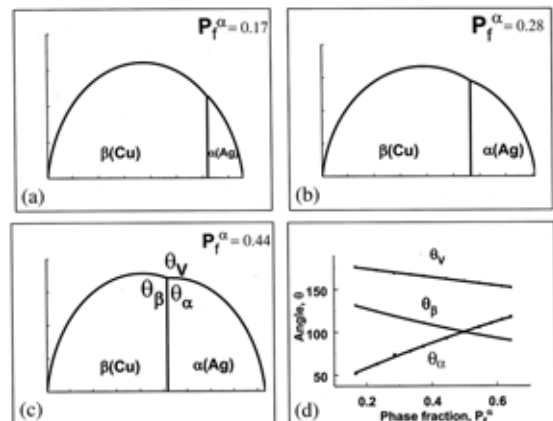 P_f^α = 0.17
β(Cu)
α(Ag)
(a)
P_f^α = 0.28
β(Cu)
α(Ag)
(b)
P_f^α = 0.44
θ_V
θ_β
θ_α
β(Cu)
α(Ag)
(c)
θ_V
θ_β
θ_α
Angle, θ
150
100
50
0.2
0.4
0.6
Phase fraction, P_f^α
(d)